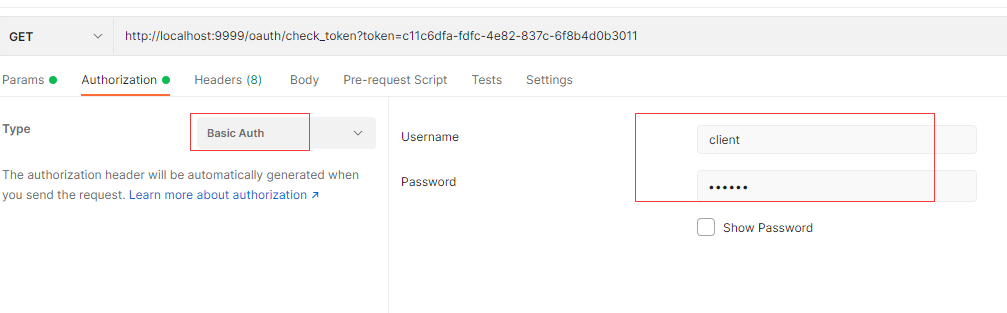 GET http://localhost:9999/oauth/check_token?token=c11c6dfa-fdfc-4e82-837c-6f8b4d0b3011
Params Authorization Headers (8) Body Pre-request Script Tests Settings
Type Basic Auth
The authorization header will be automatically generated when
you send the request. Learn more about authorization ↗
Username client
Password ••••••
Show Password